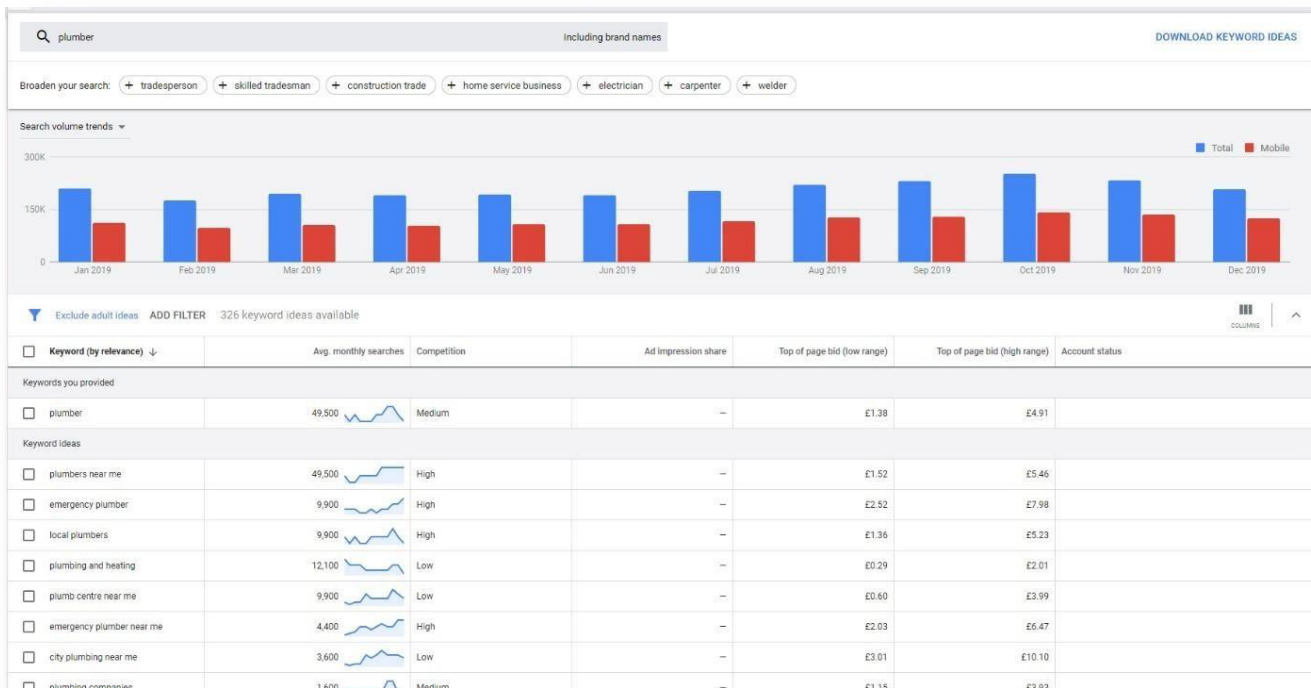 plumber Including brand names DOWNLOAD KEYWORD IDEAS
Broaden your search: + tradesperson + skilled tradesman + construction trade + home service business + electrician + carpenter + welder
Search volume trends
Total Mobile
300K
150K
0
Jan 2019 Feb 2019 Mar 2019 Apr 2019 May 2019 Jun 2019 Jul 2019 Aug 2019 Sep 2019 Oct 2019 Nov 2019 Dec 2019
Exclude adult ideas ADD FILTER 326 keyword ideas available COLUMNS
Keyword (by relevance) ↓ Avg. monthly searches Competition Ad impression share Top of page bid (low range) Top of page bid (high range) Account status
Keywords you provided
plumber 49,500 Medium – £1.38 £4.91
Keyword ideas
plumbers near me 49,500 High – £1.52 £5.46
emergency plumber 9,900 High – £2.52 £7.98
local plumbers 9,900 High – £1.36 £5.23
plumbing and heating 12,100 Low – £0.29 £2.01
plumb centre near me 9,900 Low – £0.60 £3.99
emergency plumber near me 4,400 High – £2.03 £6.47
city plumbing near me 3,600 Low – £3.01 £10.10
plumbing companies 1,600 Medium – £1.15 £3.93